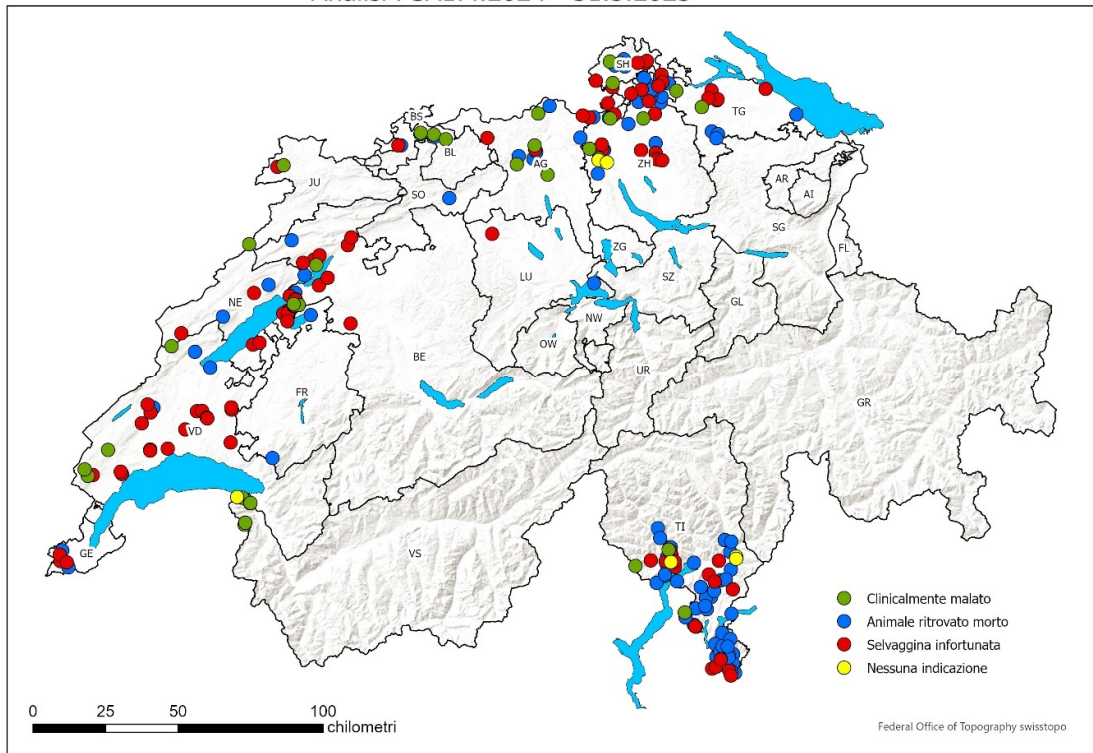 SH
BS
TG
BL
AG
ZH
JU
SO
AR
AI
SG
FL
ZG
LU
SZ
NE
GL
NW
OW
BE
UR
FR
GR
VD
TI
GE
VS
Clinicalmente malato
Animale ritrovato morto
Selvaggina infortunata
Nessuna indicazione
0 25 50 100
chilometri
Federal Office of Topography swisstopo